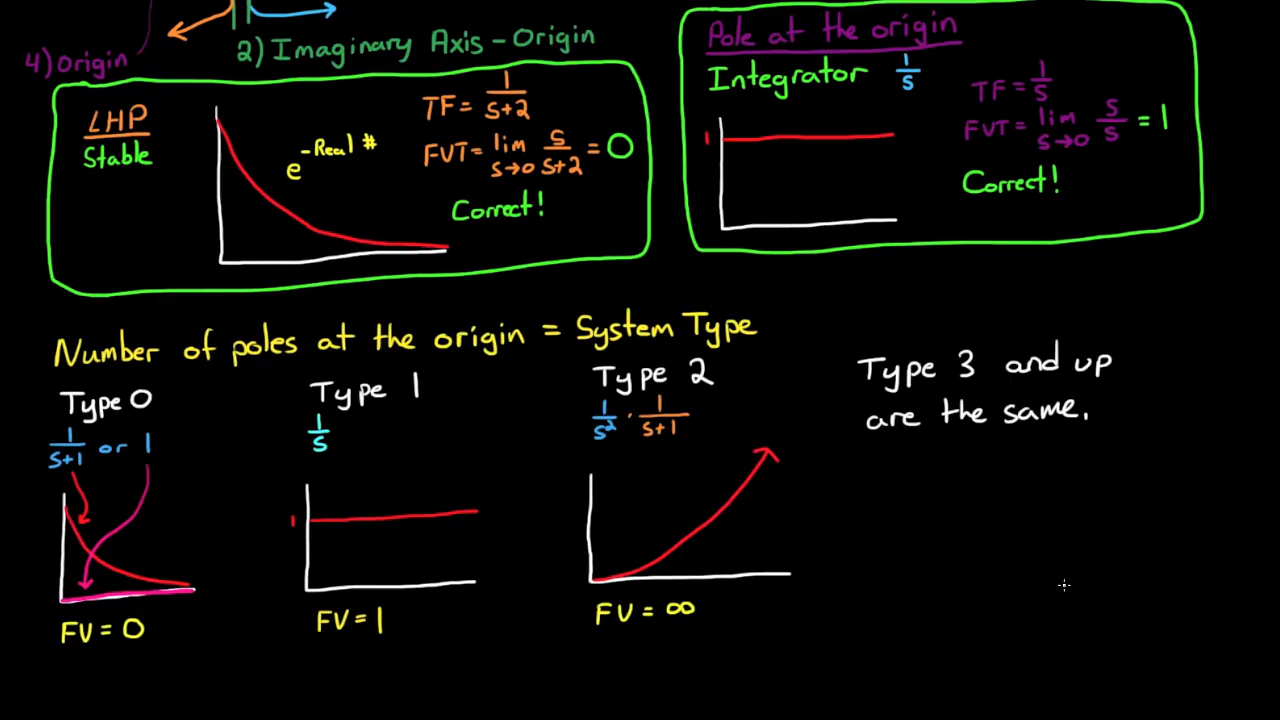 4) Origin
2) Imaginary Axis - Origin
LHP
Stable
e^-Real #
TF = 1/(s+2)
FVT = lim s→0 s/(s+2) = 0
Correct!
Pole at the origin
Integrator 1/s
1
TF = 1/s
FVT = lim s→0 s/s = 1
Correct!
Number of poles at the origin = System Type
Type 0
1/(s+1) or 1
FV = 0
Type 1
1/s
1
FV = 1
Type 2
1/s² · 1/(s+1)
FV = ∞
Type 3 and up
are the same.